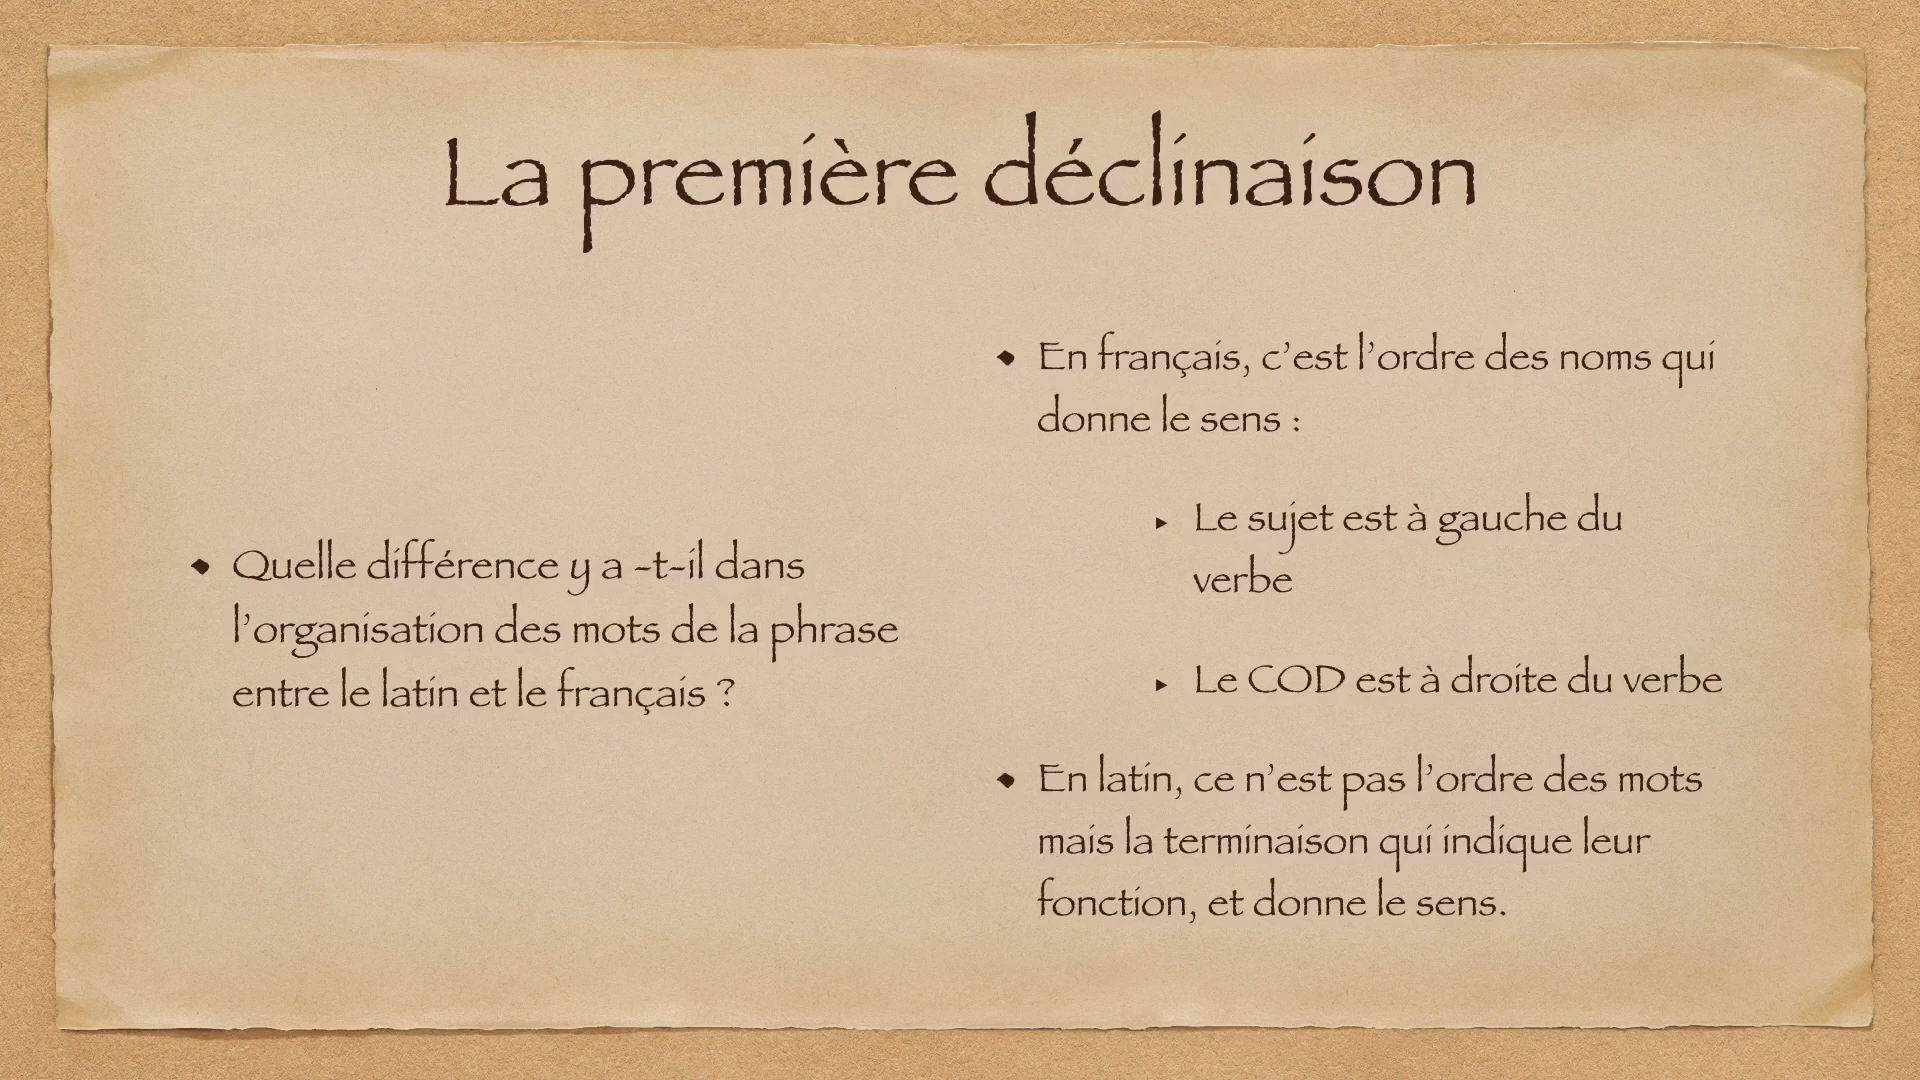 La première déclinaison
Quelle différence y a -t-il dans
l’organisation des mots de la phrase
entre le latin et le français ?
En français, c’est l’ordre des noms qui
donne le sens :
Le sujet est à gauche du
verbe
Le COD est à droite du verbe
En latin, ce n’est pas l’ordre des mots
mais la terminaison qui indique leur
fonction, et donne le sens.